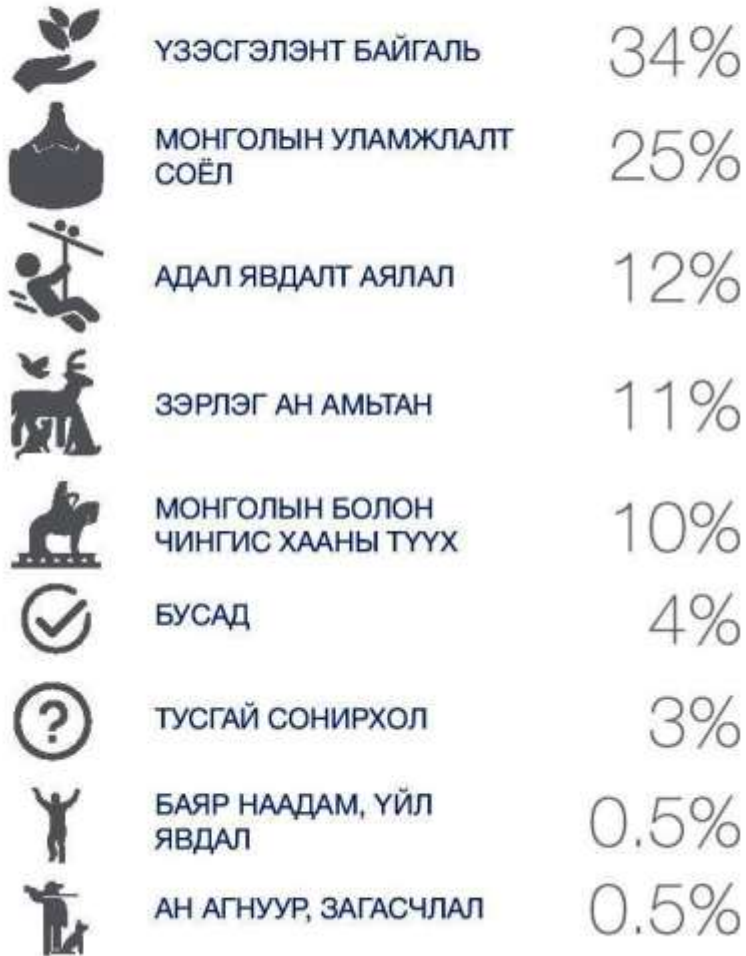 ҮЗЭСГЭЛЭНТ БАЙГАЛЬ 34%
МОНГОЛЫН УЛАМЖЛАЛТ
СОЁЛ 25%
АДАЛ ЯВДАЛТ АЯЛАЛ 12%
ЗЭРЛЭГ АН АМЬТАН 11%
МОНГОЛЫН БОЛОН
ЧИНГИС ХААНЫ ТҮҮХ 10%
БУСАД 4%
?
ТУСГАЙ СОНИРХОЛ 3%
БАЯР НААДАМ, ҮЙЛ
ЯВДАЛ 0.5%
АН АГНУУР, ЗАГАСЧЛАЛ 0.5%